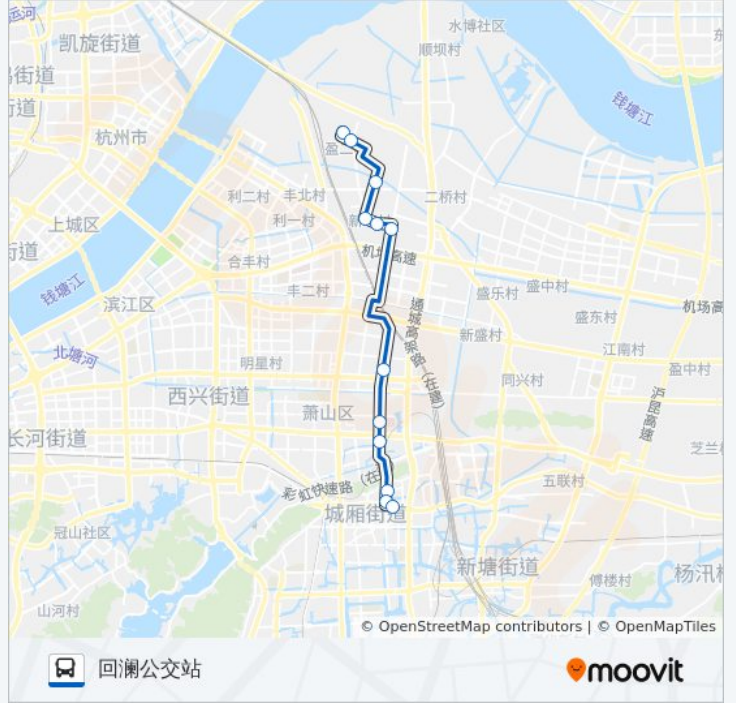 运河
凯旋街道
水博社区
顺坝村
街道
杭州市
钱塘江
利二村
丰北村
二桥村
利一村
上城区
机场高速
合丰村
钱塘江
丰二村
盛乐村
盛中村
滨江区
机场高
通城高架路（在建）
盛东村
新盛村
北塘河
江南村
明星村
盈中村
同兴村
西兴街道
沪昆高速
萧山区
长河街道
芝兰
五联村
彩虹快速路（在
城厢街道
冠山社区
新塘街道
傅楼村
杨汛桥
山河村
© OpenStreetMap contributors | © OpenMapTiles
回澜公交站
moovit